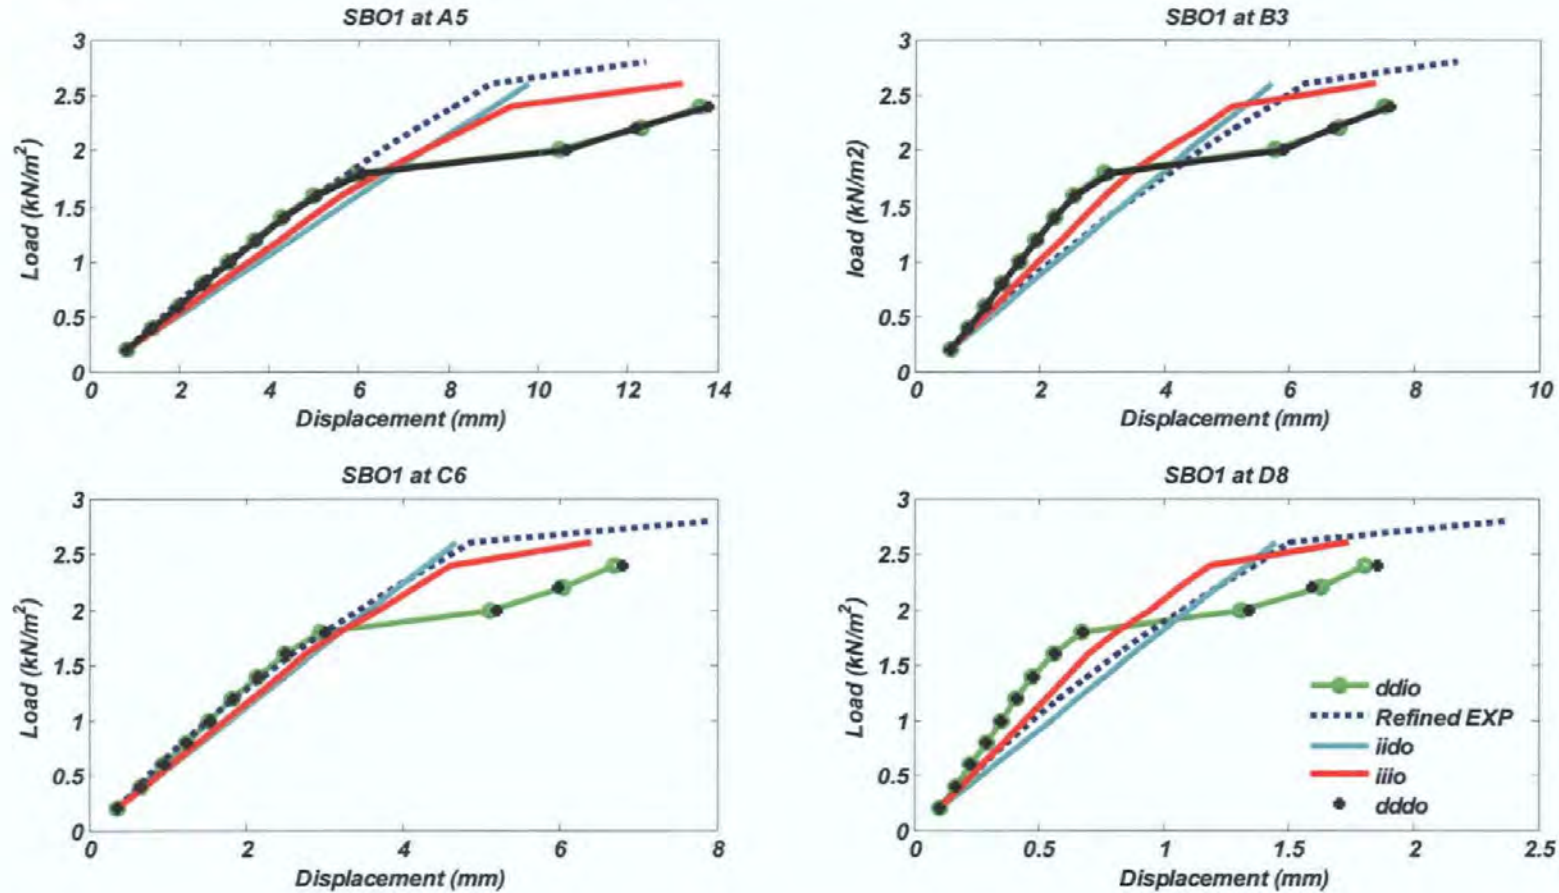 SBO1 at A5
3
2.5
2
1.5
1
0.5
0
Load (kN/m²)
0 2 4 6 8 10 12 14
Displacement (mm)
SBO1 at B3
3
2.5
2
1.5
1
0.5
0
load (kN/m2)
0 2 4 6 8 10
Displacement (mm)
SBO1 at C6
3
2.5
2
1.5
1
0.5
0
Load (kN/m²)
0 2 4 6 8
Displacement (mm)
SBO1 at D8
3
2.5
2
1.5
1
0.5
0
Load (kN/m²)
0 0.5 1 1.5 2 2.5
Displacement (mm)
ddio
Refined EXP
iido
iiio
dddo